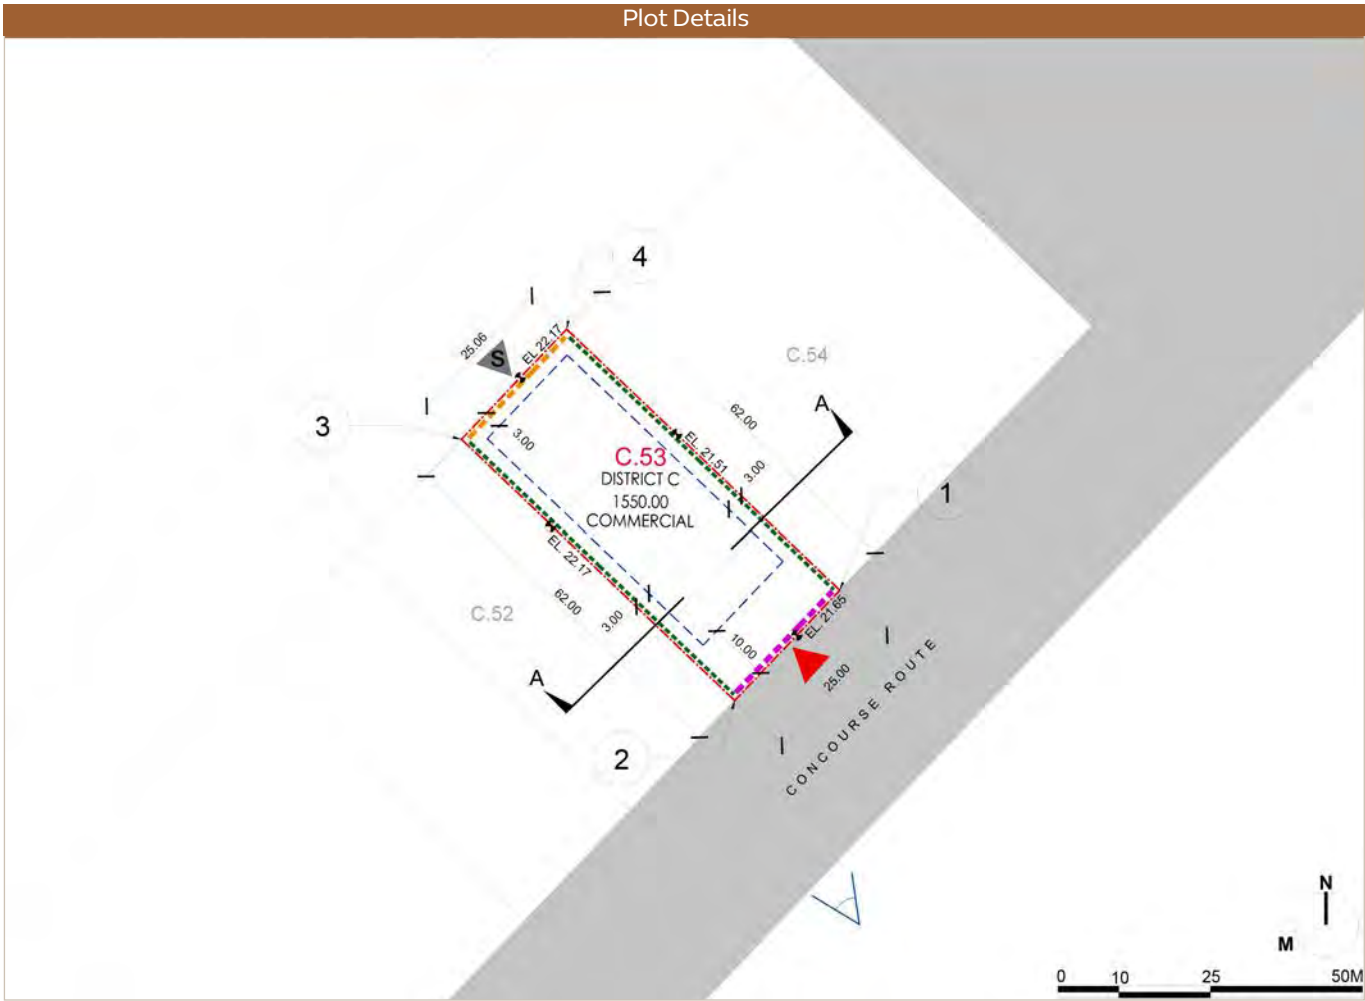 Plot Details
4
25.06
S
EL 22.17
C.54
A
62.00
3
3.00
EL. 21.51
C.53
DISTRICT C
1550.00
COMMERCIAL
3.00
1
EL. 22.17
62.00
C.52
3.00
EL. 21.65
10.00
25.00
A
CONCOURSE ROUTE
2
N
M
0 10 25 50M